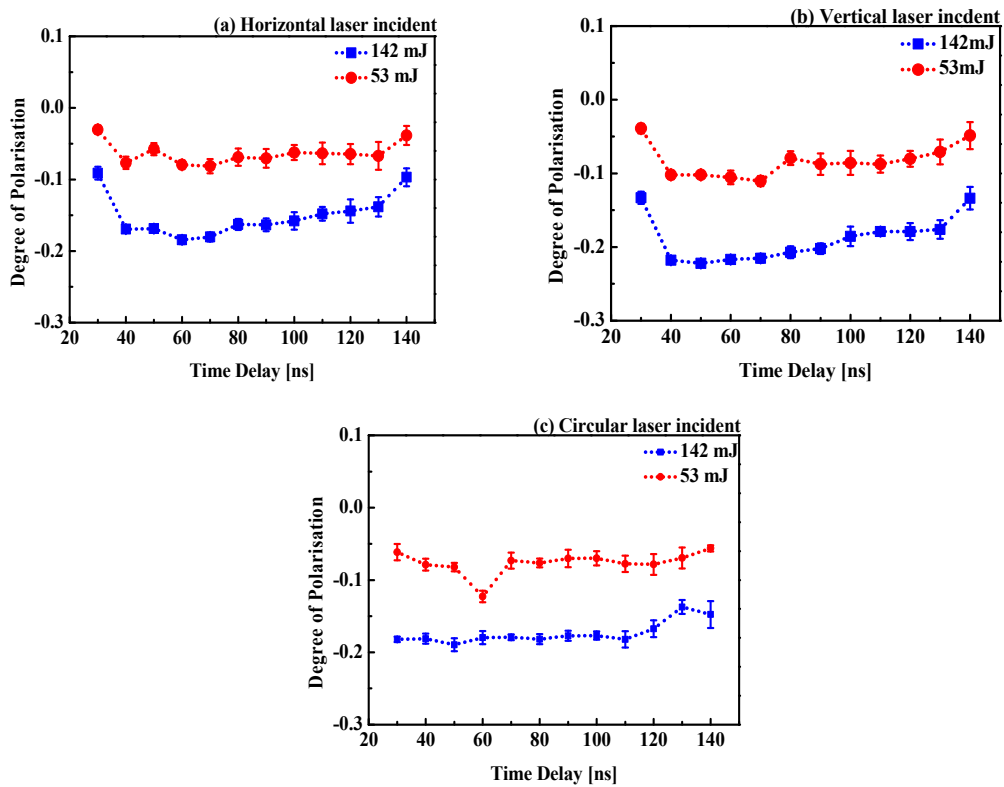 (a) Horizontal laser incident
142 mJ
53 mJ
0.1
0.0
-0.1
-0.2
-0.3
Degree of Polarisation
20 40 60 80 100 120 140
Time Delay [ns]
(b) Vertical laser incdent
142mJ
53mJ
0.1
0.0
-0.1
-0.2
-0.3
Degree of Polarisation
20 40 60 80 100 120 140
Time Delay [ns]
(c) Circular laser incident
142 mJ
53 mJ
0.1
0.0
-0.1
-0.2
-0.3
Degree of Polarisation
20 40 60 80 100 120 140
Time Delay [ns]